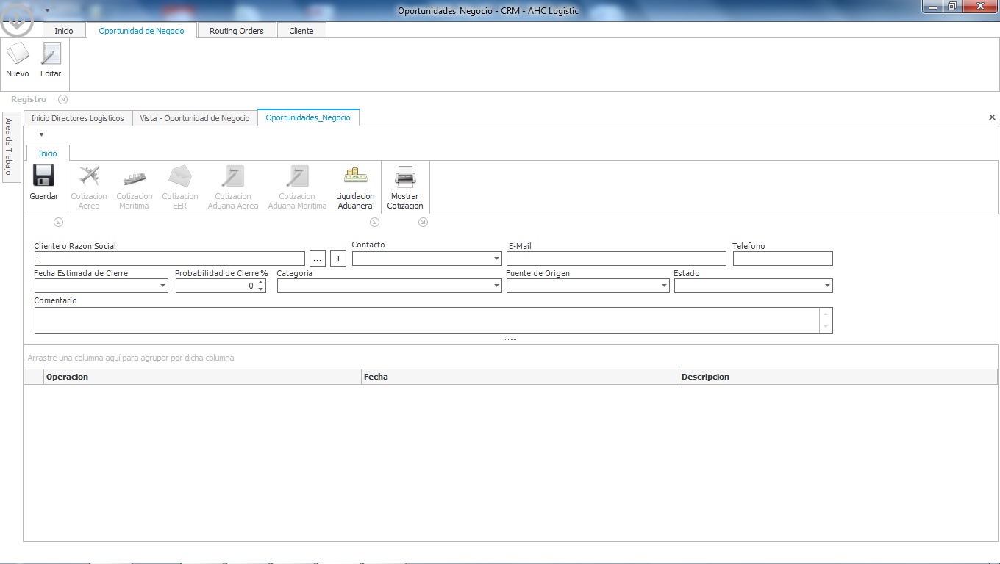 Oportunidades_Negocio - CRM - AHC Logistic
Inicio
Oportunidad de Negocio
Routing Orders
Cliente
Nuevo
Editar
Registro
Area de Trabajo
Inicio Directores Logisticos
Vista - Oportunidad de Negocio
Oportunidades_Negocio
Inicio
Guardar
Cotizacion
Aerea
Cotizacion
Maritima
Cotizacion
EER
Cotizacion
Aduana Aerea
Cotizacion
Aduana Maritima
Liquidacion
Aduanera
Mostrar
Cotizacion
Cliente o Razon Social
...
+
Contacto
E-Mail
Telefono
Fecha Estimada de Cierre
Probabilidad de Cierre %
0
Categoria
Fuente de Origen
Estado
Comentario
Arrastre una columna aquí para agrupar por dicha columna
Operacion
Fecha
Descripcion